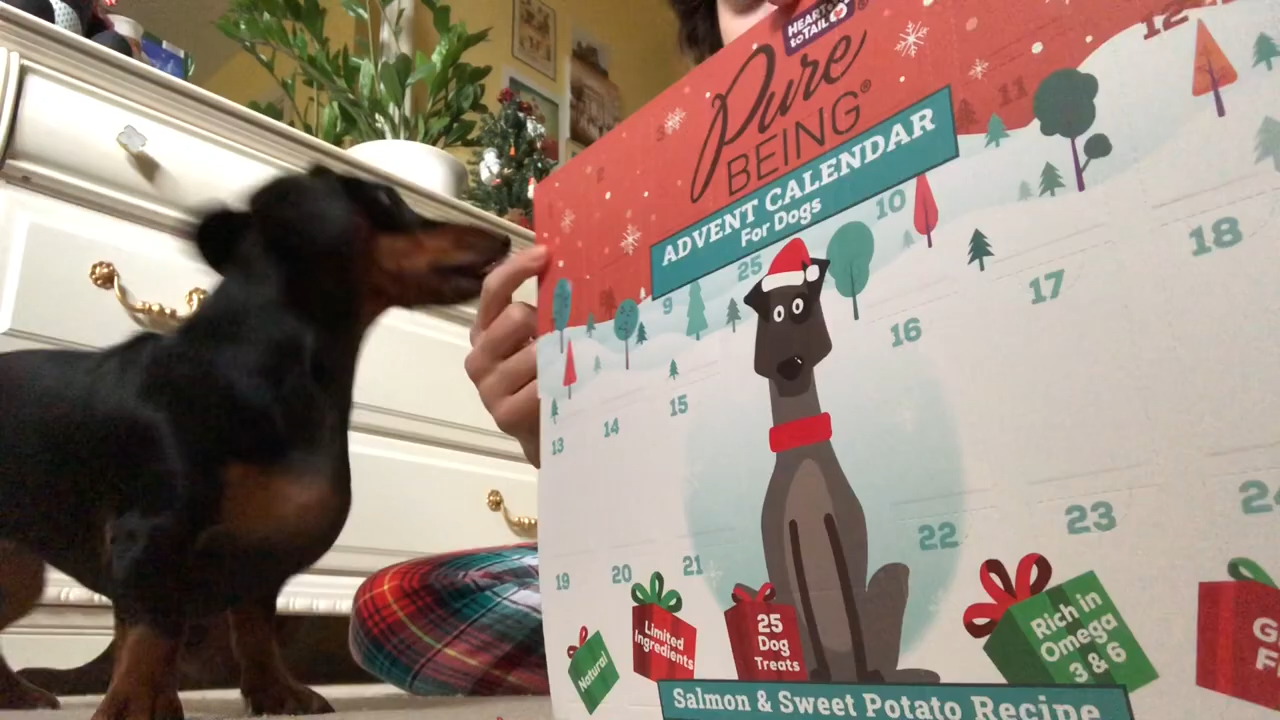 HEART
toTAIL
Pure
BEING®
ADVENT CALENDAR
For Dogs
12
11
10
25
9
18
17
16
15
14
13
24
23
22
21
20
19
Natural
Limited
Ingredients
25
Dog
Treats
Rich in
Omega
3 & 6
Salmon & Sweet Potato Recipe